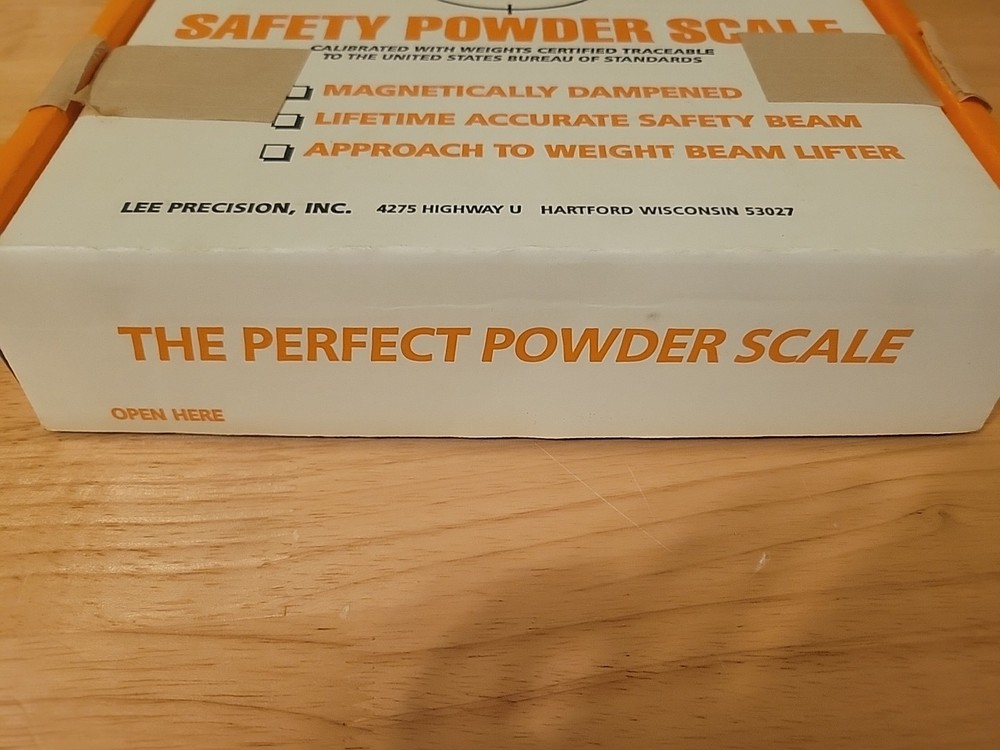 SAFETY POWDER SCALE
CALIBRATED WITH WEIGHTS CERTIFIED TRACEABLE
TO THE UNITED STATES BUREAU OF STANDARDS
MAGNETICALLY DAMPENED
LIFETIME ACCURATE SAFETY BEAM
APPROACH TO WEIGHT BEAM LIFTER
LEE PRECISION, INC. 4275 HIGHWAY U HARTFORD WISCONSIN 53027
THE PERFECT POWDER SCALE
OPEN HERE